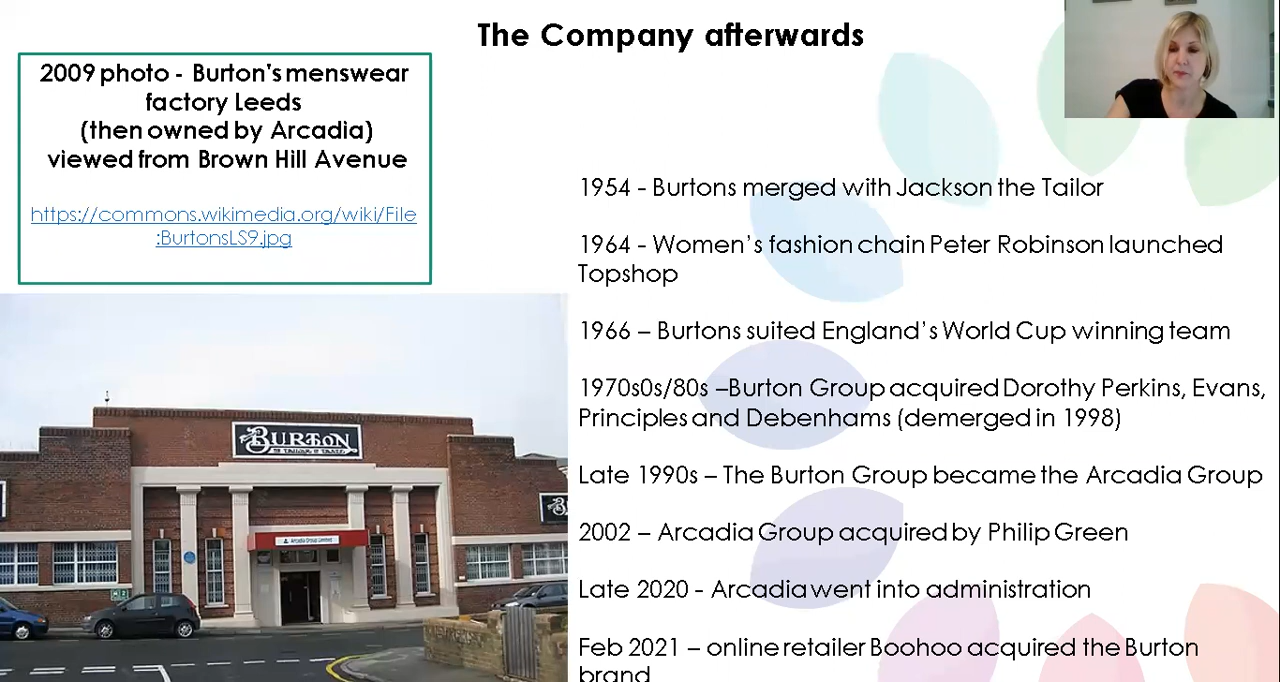 The Company afterwards
2009 photo - Burton's menswear
factory Leeds
(then owned by Arcadia)
viewed from Brown Hill Avenue
https://commons.wikimedia.org/wiki/File
:BurtonsLS9.jpg
1954 - Burtons merged with Jackson the Tailor
1964 - Women’s fashion chain Peter Robinson launched
Topshop
1966 – Burtons suited England’s World Cup winning team
1970s0s/80s –Burton Group acquired Dorothy Perkins, Evans,
Principles and Debenhams (demerged in 1998)
Late 1990s – The Burton Group became the Arcadia Group
2002 – Arcadia Group acquired by Philip Green
Late 2020 - Arcadia went into administration
Feb 2021 – online retailer Boohoo acquired the Burton
brand
BURTON
Arcadia Group Limited